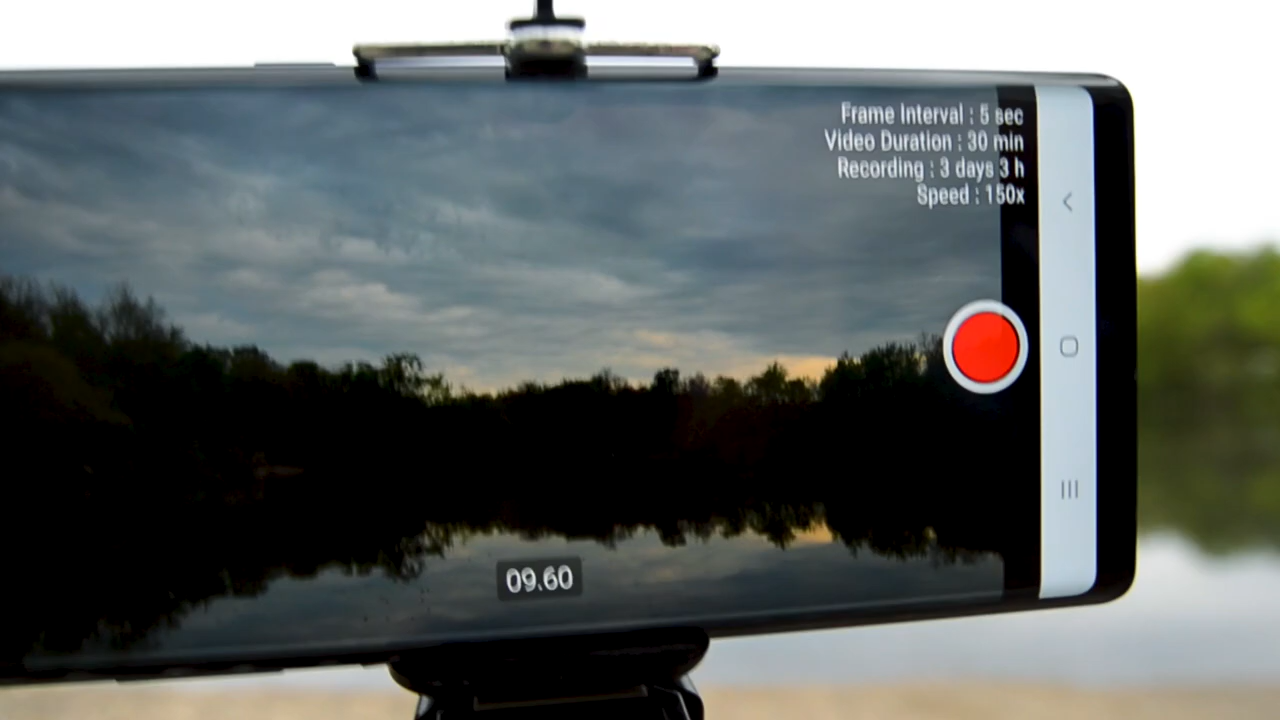 Frame Interval : 5 sec
Video Duration : 30 min
Recording : 3 days 3 h
Speed : 150x
09.60